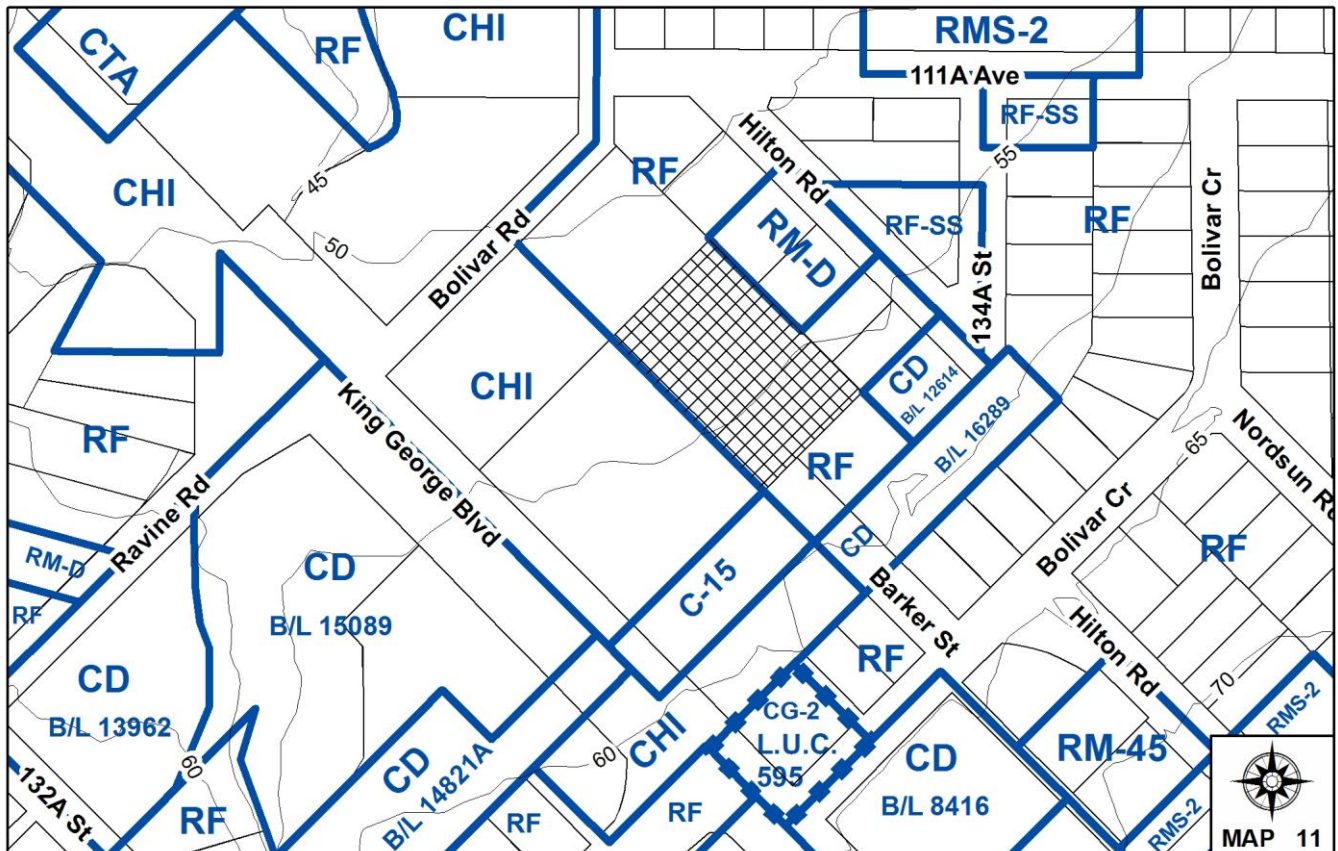 CTA
RF
CHI
RMS-2
111A Ave
RF-SS
55
Hilton Rd
CHI
45
RF
RM-D
RF-SS
RF
Bolivar Cr
50
Bolivar Rd
134A St
CHI
CD
B/L 12614
B/L 16289
King George Blvd
RF
RF
65
Nordsun Rd
Ravine Rd
RM-D
RF
CD
B/L 15089
C-15
CD
Barker St
Bolivar Cr
RF
Hilton Rd
RF
CD
B/L 13962
60
132A St
RF
CD
B/L 14821A
60
CHI
RF
RF
CG-2
L.U.C.
595
CD
B/L 8416
RM-45
70
RMS-2
RMS-2
MAP 11